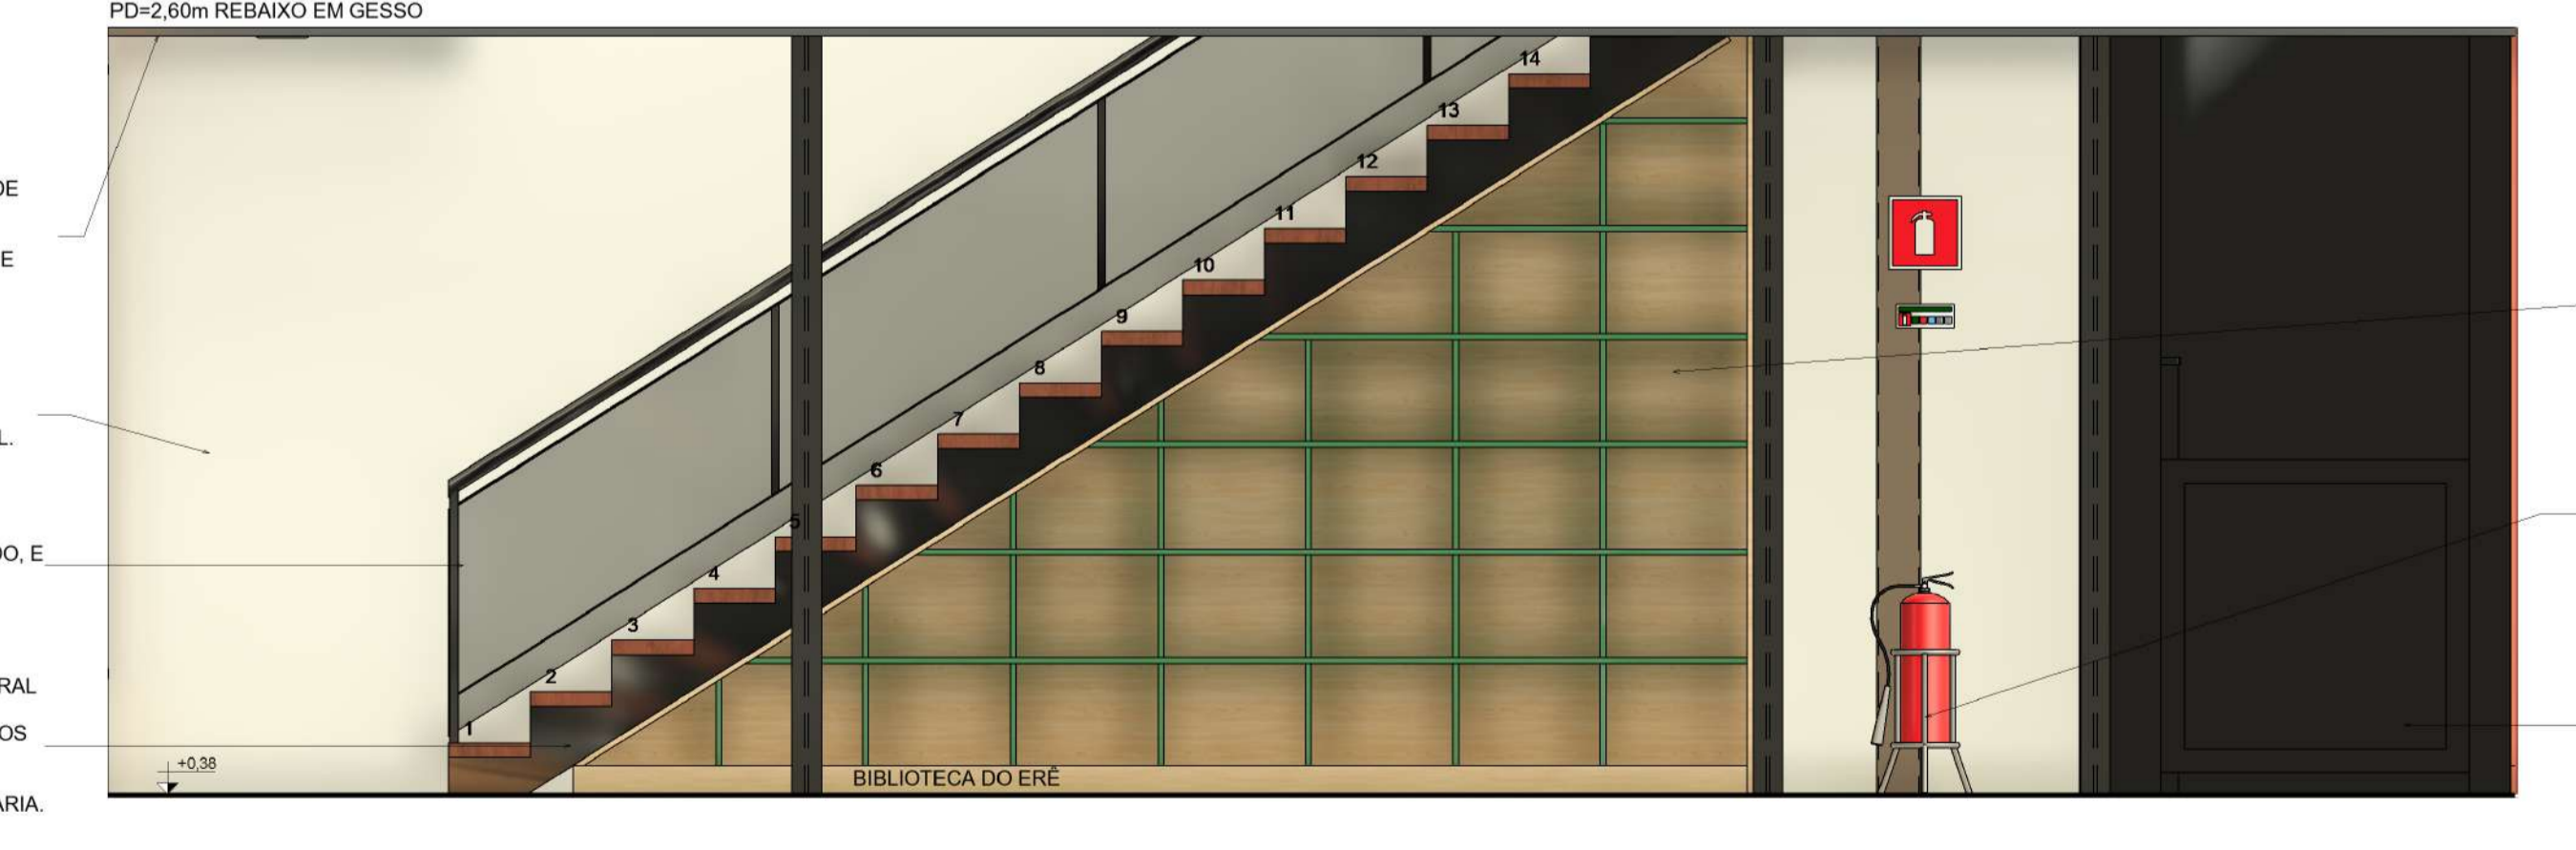 PD=2,60m REBAIXO EM GESSO
DE
E
L.
DO, E
RAL
OS
ARIA.
14
13
12
11
10
9
8
7
6
5
4
3
2
1
+0,38
BIBLIOTECA DO ERÊ